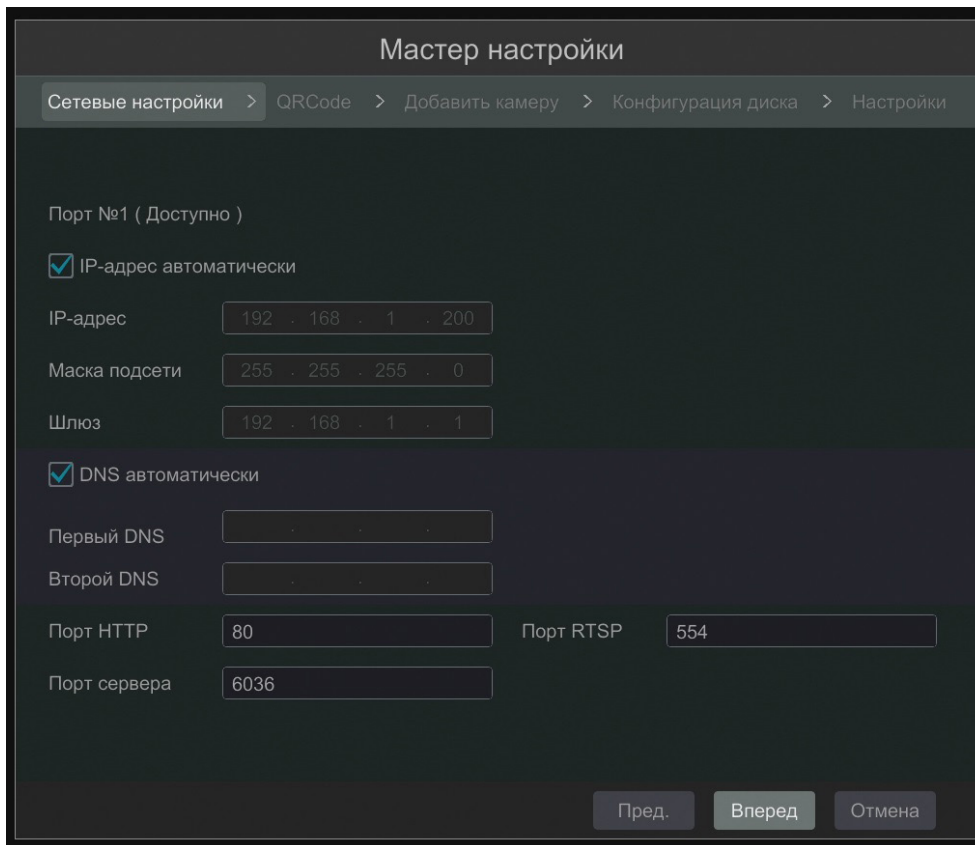 Мастер настройки
Сетевые настройки > QRCode > Добавить камеру > Конфигурация диска > Настройки
Порт №1 ( Доступно )
IP-адрес автоматически
IP-адрес 192 . 168 . 1 . 200
Маска подсети 255 . 255 . 255 . 0
Шлюз 192 . 168 . 1 . 1
DNS автоматически
Первый DNS . . .
Второй DNS . . .
Порт HTTP 80 Порт RTSP 554
Порт сервера 6036
Пред. Вперед Отмена